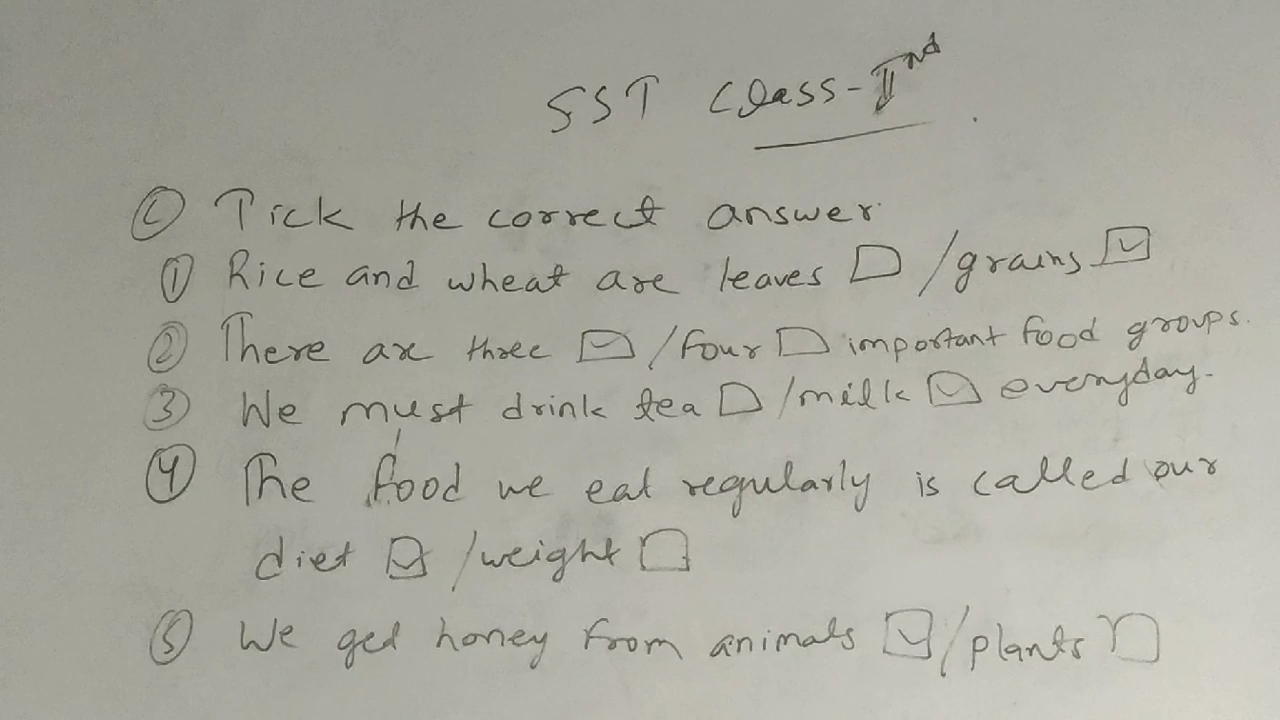 SST Class-IInd
C Tick the correct answer.
① Rice and wheat are leaves ☐ /grains ☑
② There are three ☑ /four ☐ important food groups.
③ We must drink tea ☐ /milk ☑ everyday.
④ The food we eat regularly is called our
diet ☑ /weight ☐
⑤ We get honey from animals ☑ /plants ☐